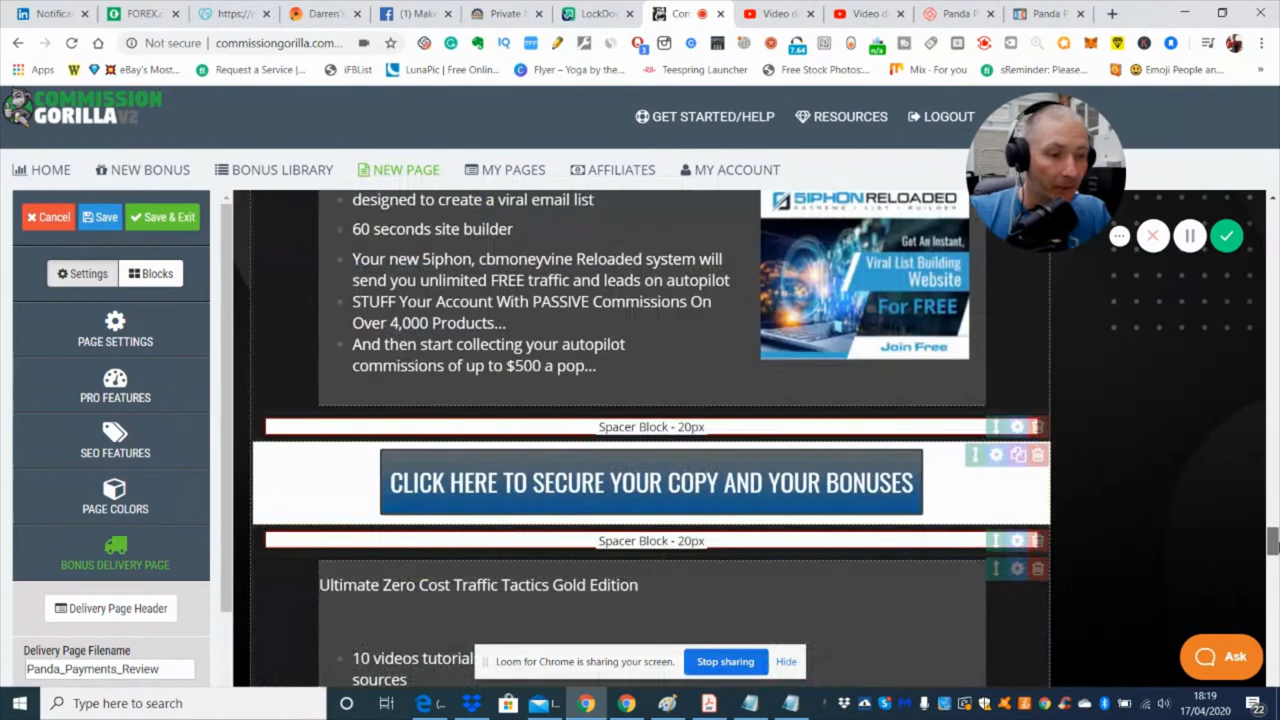 Notifica
FOREX.c
https://m
Darren's
(1) Mak
Private
LockDov
Con
Video d
Video d
Panda P
Panda P
Not secure
commissiongorilla.com...
Apps
eBay's Most...
Request a Service |...
iFBList
LunaPic | Free Onlin...
Flyer – Yoga by the...
Teespring Launcher
Free Stock Photos:...
Mix - For you
sReminder: Please...
Emoji People an...
»
COMMISSION
GORILLAV2
GET STARTED/HELP
RESOURCES
LOGOUT
HOME
NEW BONUS
BONUS LIBRARY
NEW PAGE
MY PAGES
AFFILIATES
MY ACCOUNT
Cancel
Save
Save & Exit
Settings
Blocks
PAGE SETTINGS
PRO FEATURES
SEO FEATURES
PAGE COLORS
BONUS DELIVERY PAGE
Delivery Page Header
Delivery Page Filename
Panda_Payments_Review
designed to create a viral email list
60 seconds site builder
Your new 5iphon, cbmoneyvine Reloaded system will
send you unlimited FREE traffic and leads on autopilot
STUFF Your Account With PASSIVE Commissions On
Over 4,000 Products...
And then start collecting your autopilot
commissions of up to $500 a pop...
5IPHON RELOADED
EXTREME LIST BUILDER
Get An Instant,
Viral List Building
Website
For FREE
Join Free
Spacer Block - 20px
CLICK HERE TO SECURE YOUR COPY AND YOUR BONUSES
Spacer Block - 20px
Ultimate Zero Cost Traffic Tactics Gold Edition
10 videos tutorial
sources
Loom for Chrome is sharing your screen.
Stop sharing
Hide
Ask
Type here to search
18:19
17/04/2020
22